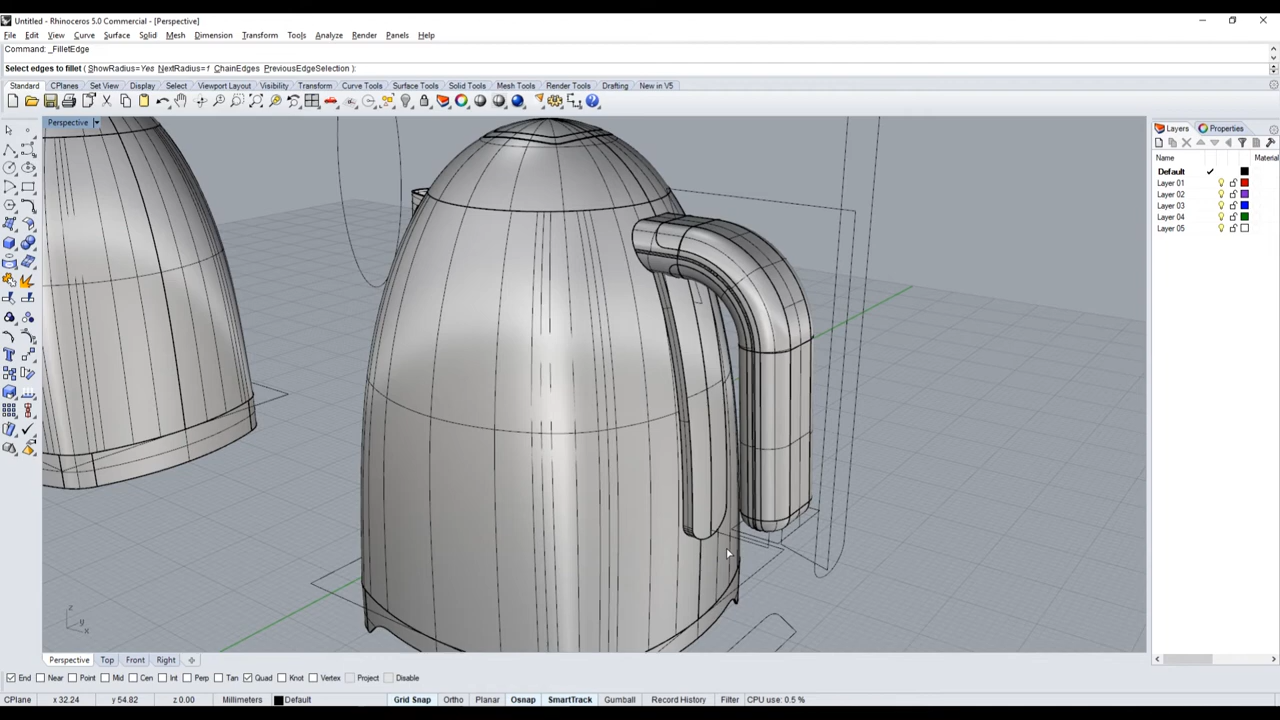 Untitled - Rhinoceros 5.0 Commercial - [Perspective]
File Edit View Curve Surface Solid Mesh Dimension Transform Tools Analyze Render Panels Help
Command: _FilletEdge
Select edges to fillet ( ShowRadius=Yes NextRadius=1 ChainEdges PreviousEdgeSelection ):
Standard CPlanes Set View Display Select Viewport Layout Visibility Transform Curve Tools Surface Tools Solid Tools Mesh Tools Render Tools Drafting New in V5
Perspective
Layers Properties
Name Material
Default
Layer 01
Layer 02
Layer 03
Layer 04
Layer 05
z
y
x
Perspective Top Front Right
End Near Point Mid Cen Int Perp Tan Quad Knot Vertex Project Disable
CPlane x 32.24 y 54.82 z 0.00 Millimeters Default Grid Snap Ortho Planar Osnap SmartTrack Gumball Record History Filter CPU use: 0.5 %